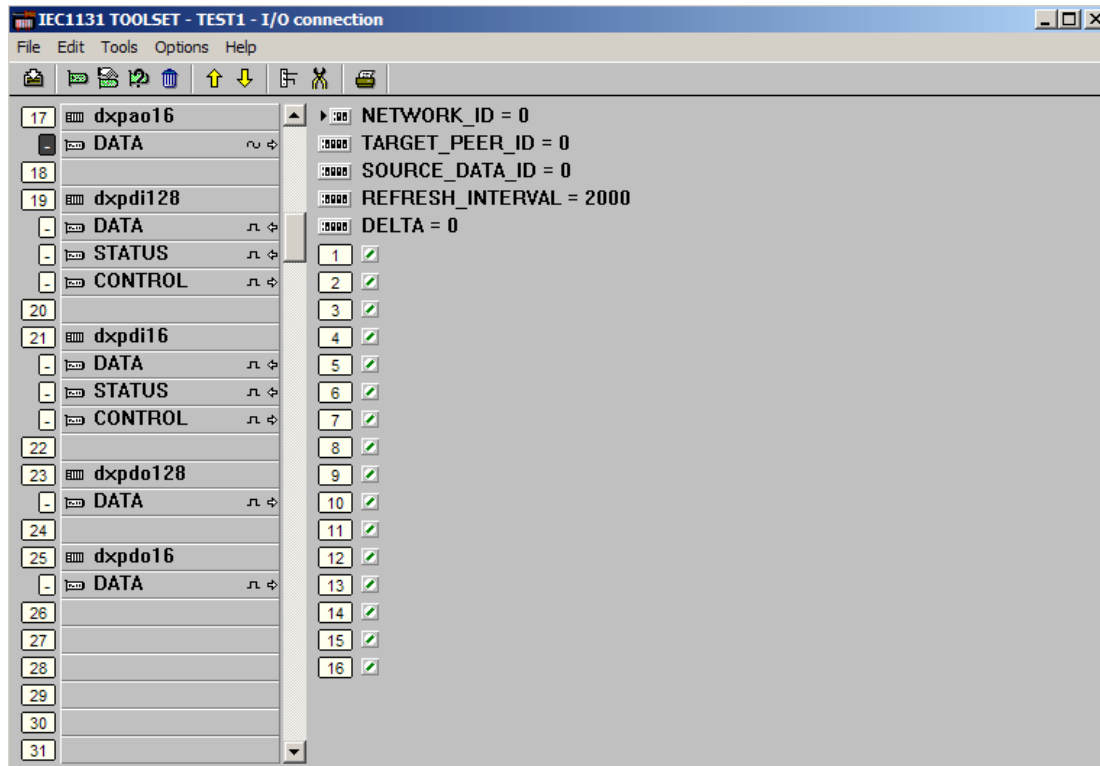 IEC1131 TOOLSET - TEST1 - I/O connection
File Edit Tools Options Help
17 dxpao16
- DATA
18
19 dxpdi128
- DATA
- STATUS
- CONTROL
20
21 dxpdi16
- DATA
- STATUS
- CONTROL
22
23 dxpdo128
- DATA
24
25 dxpdo16
- DATA
26
27
28
29
30
31
NETWORK_ID = 0
TARGET_PEER_ID = 0
SOURCE_DATA_ID = 0
REFRESH_INTERVAL = 2000
DELTA = 0
1
2
3
4
5
6
7
8
9
10
11
12
13
14
15
16